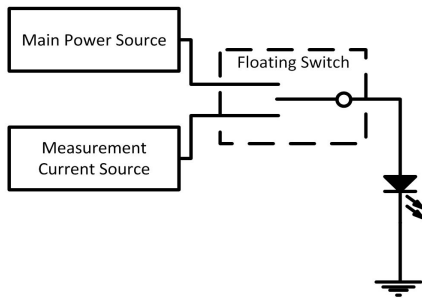 Main Power Source
Floating Switch
Measurement
Current Source